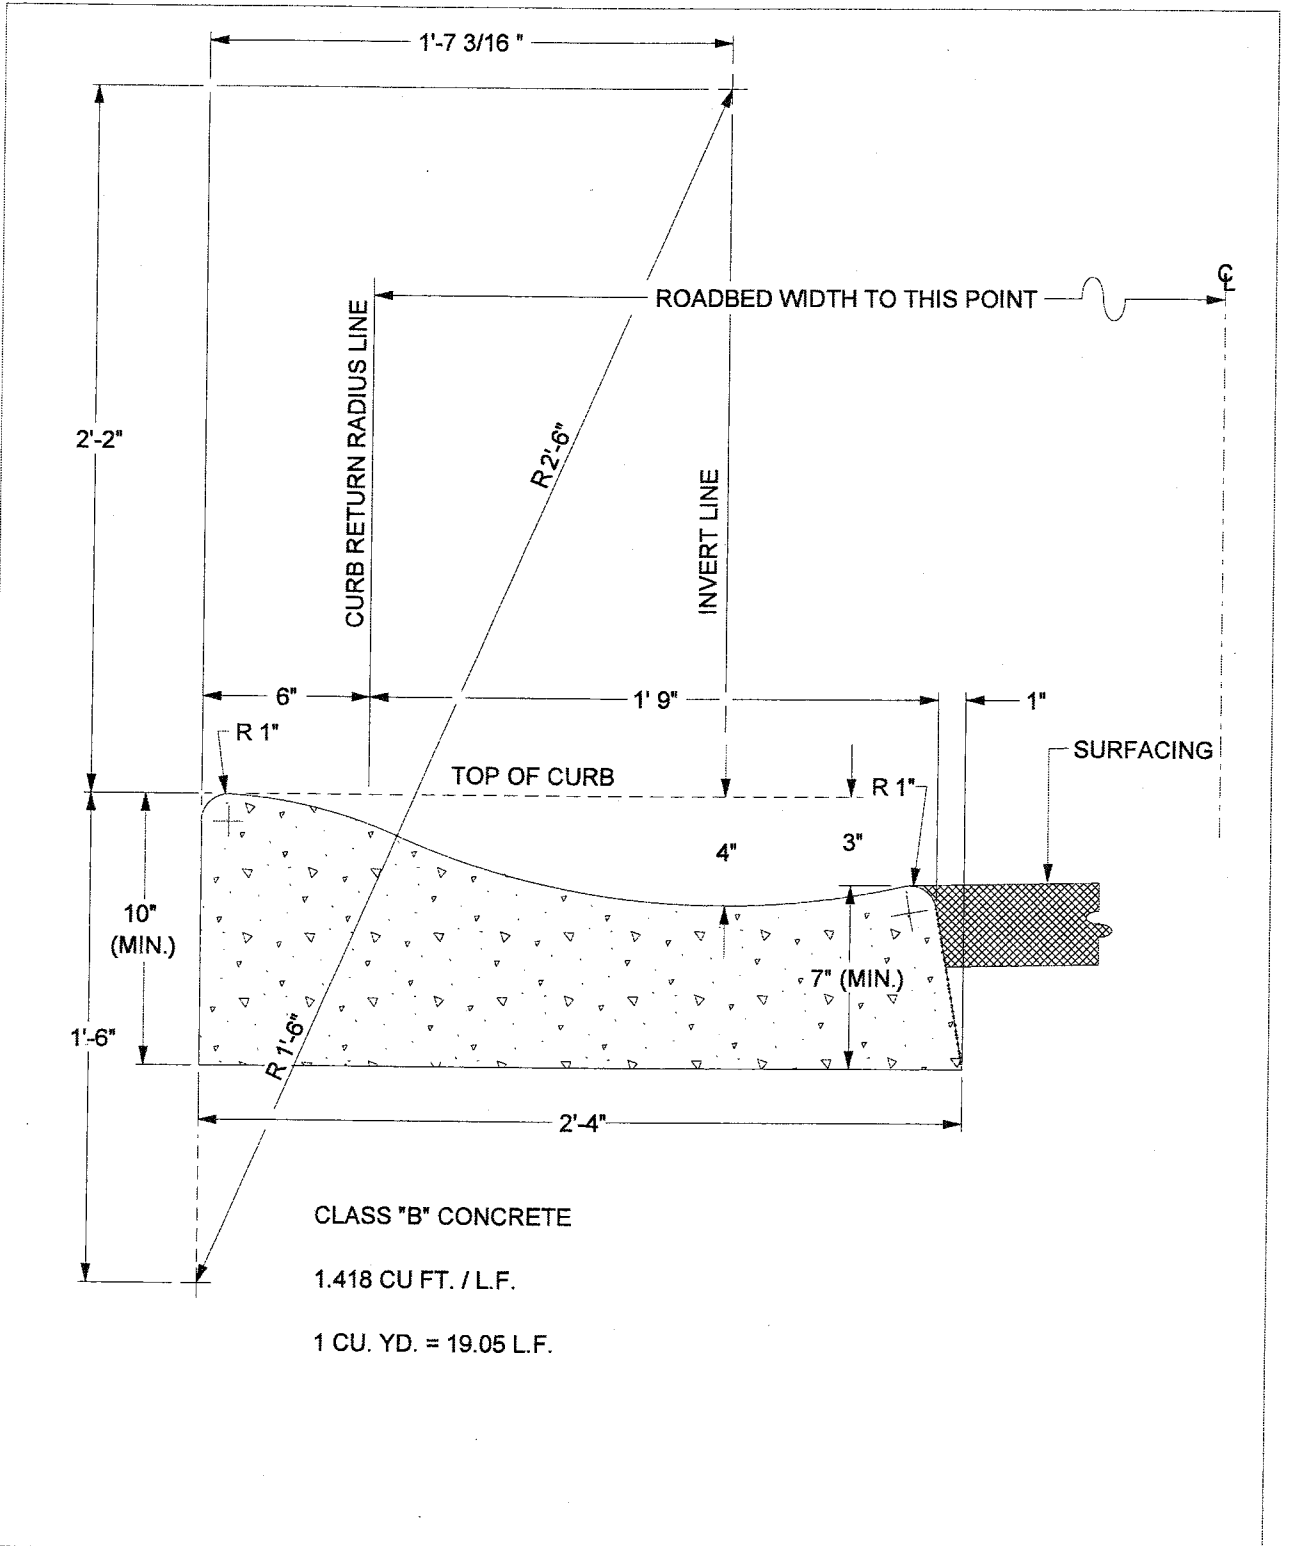 1'-7 3/16 "
℄
ROADBED WIDTH TO THIS POINT
CURB RETURN RADIUS LINE
2'-2"
R 2'-6"
INVERT LINE
6"
1' 9"
1"
R 1"
SURFACING
TOP OF CURB
R 1"
4"
3"
10"
(MIN.)
7" (MIN.)
1'-6"
R 1'-6"
2'-4"
CLASS "B" CONCRETE
1.418 CU FT. / L.F.
1 CU. YD. = 19.05 L.F.